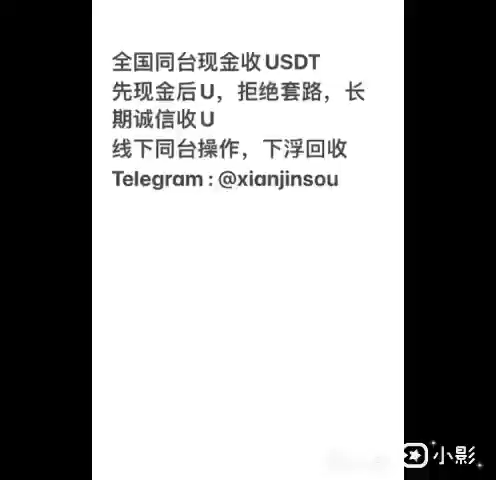 全国同台现金收USDT
先现金后U，拒绝套路，长
期诚信收U
线下同台操作，下浮回收
Telegram : @xianjinsou
小影